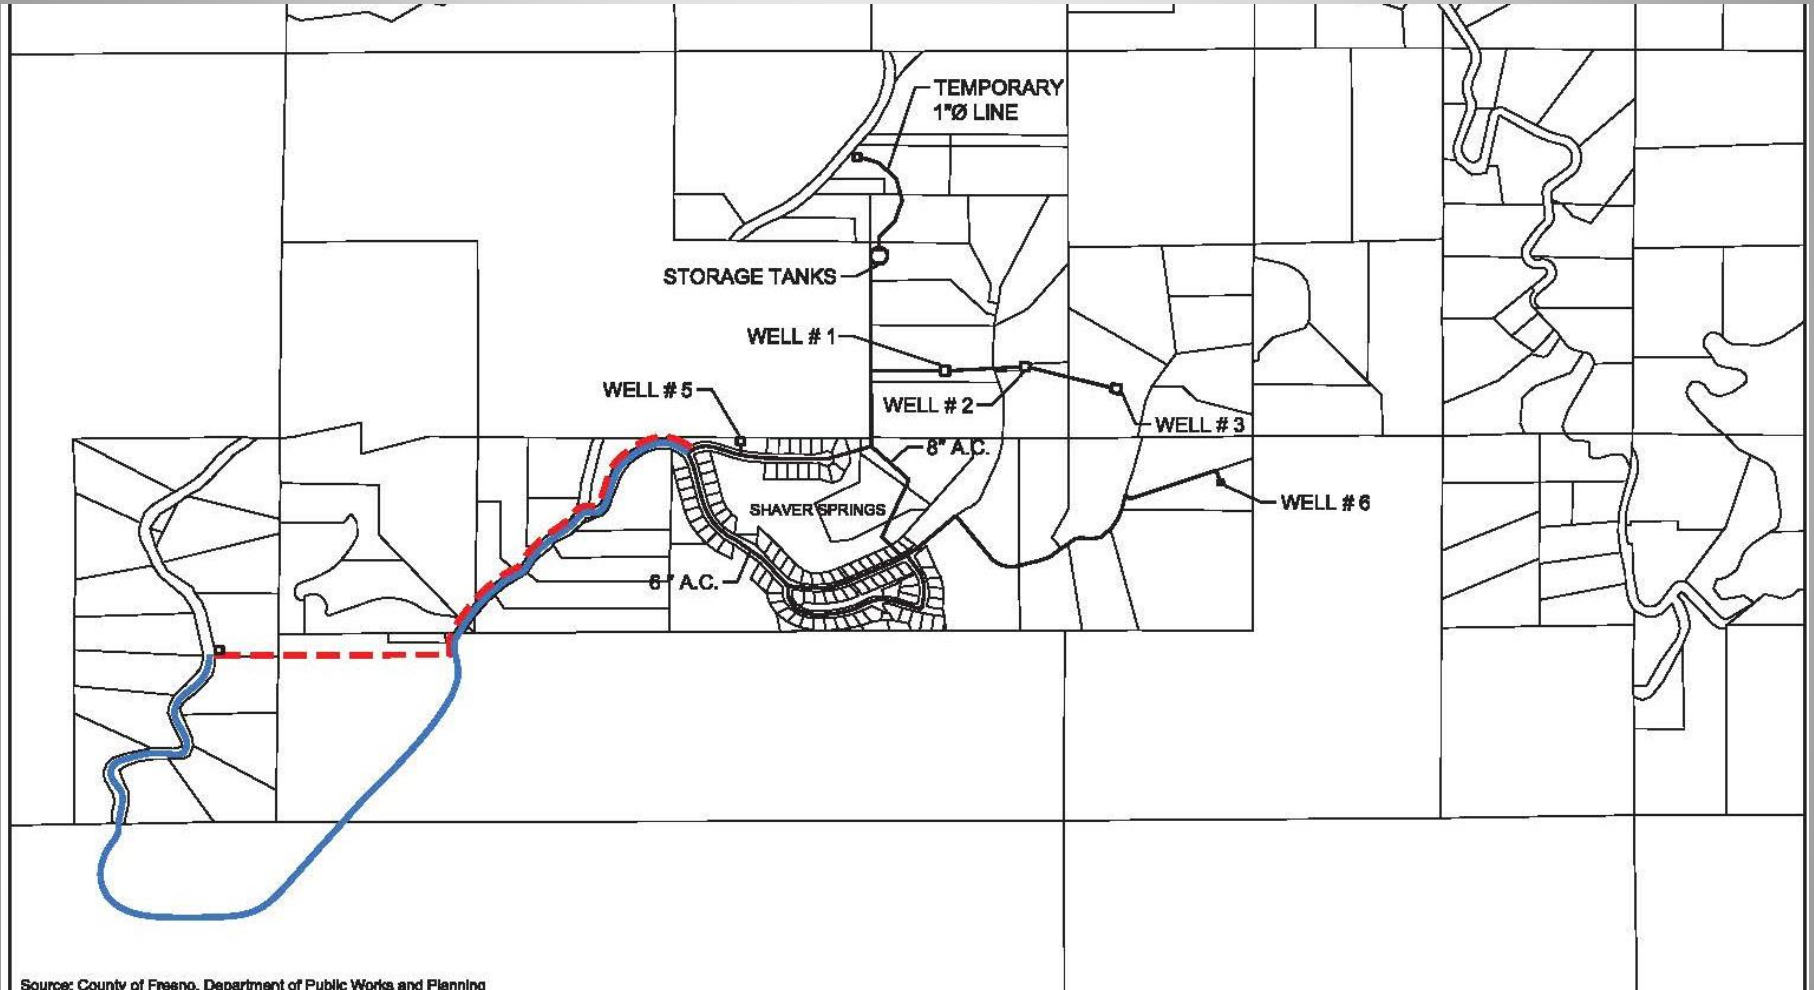 TEMPORARY
1"Ø LINE
STORAGE TANKS
WELL # 1
WELL # 5
WELL # 2
WELL # 3
8" A.C.
WELL # 6
SHAVER SPRINGS
6" A.C.
Source: County of Fresno, Department of Public Works and Planning